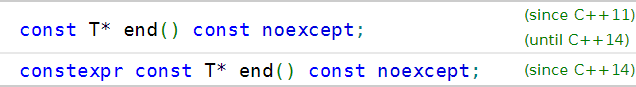 const T* end() const noexcept;
(since C++11)
(until C++14)
constexpr const T* end() const noexcept;
(since C++14)